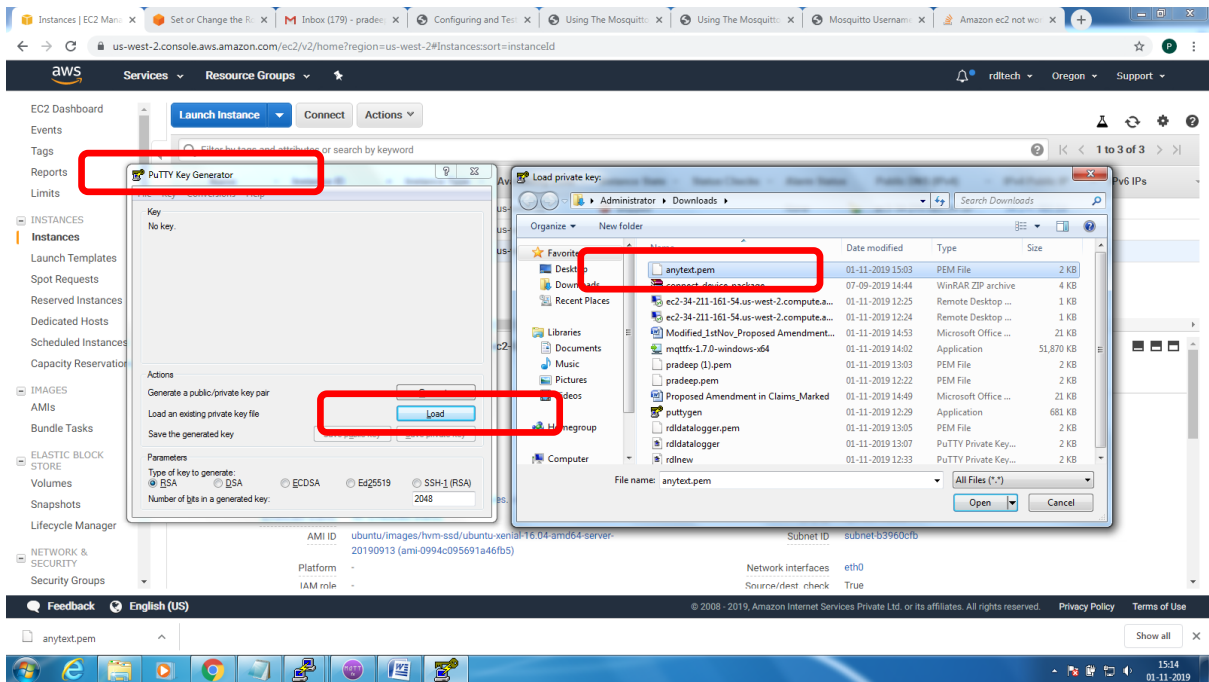 Instances | EC2 Mana
Set or Change the R
Inbox (179) - pradee
Configuring and Tes
Using The Mosquitto
Using The Mosquitto
Mosquitto Username
Amazon ec2 not wor
us-west-2.console.aws.amazon.com/ec2/v2/home?region=us-west-2#Instances:sort=instanceId
P
aws
Services
Resource Groups
rdltech
Oregon
Support
EC2 Dashboard
Events
Tags
Reports
Limits
INSTANCES
Instances
Launch Templates
Spot Requests
Reserved Instances
Dedicated Hosts
Scheduled Instances
Capacity Reservation
IMAGES
AMIs
Bundle Tasks
ELASTIC BLOCK
STORE
Volumes
Snapshots
Lifecycle Manager
NETWORK &
SECURITY
Security Groups
Launch Instance
Connect
Actions
Filter by tags and attributes or search by keyword
1 to 3 of 3
Pv6 IPs
PuTTY Key Generator
Key
No key.
Actions
Generate a public/private key pair
Load an existing private key file
Load
Save the generated key
Parameters
Type of key to generate:
RSA
DSA
ECDSA
Ed25519
SSH-1 (RSA)
Number of bits in a generated key:
2048
Load private key:
Administrator
Downloads
Search Downloads
Organize
New folder
Date modified
Type
Size
Desktop
Downloads
Recent Places
Libraries
Documents
Music
Pictures
Videos
Homegroup
Computer
anytext.pem 01-11-2019 15:03 PEM File 2 KB
connect_device_package 07-09-2019 14:44 WinRAR ZIP archive 4 KB
ec2-34-211-161-54.us-west-2.compute.a... 01-11-2019 12:25 Remote Desktop ... 1 KB
ec2-34-211-161-54.us-west-2.compute.a... 01-11-2019 12:24 Remote Desktop ... 1 KB
Modified_1stNov_Proposed Amendment... 01-11-2019 14:53 Microsoft Office ... 21 KB
mqttfx-1.7.0-windows-x64 01-11-2019 14:02 Application 51,870 KB
pradeep (1).pem 01-11-2019 13:03 PEM File 2 KB
pradeep.pem 01-11-2019 12:22 PEM File 2 KB
Proposed Amendment in Claims_Marked 01-11-2019 14:49 Microsoft Office ... 21 KB
puttygen 01-11-2019 12:29 Application 681 KB
rdldatalogger.pem 01-11-2019 13:05 PEM File 2 KB
rdldatalogger 01-11-2019 13:07 PuTTY Private Key... 2 KB
rdlnew 01-11-2019 12:33 PuTTY Private Key... 2 KB
File name: anytext.pem
All Files (*.*)
Open
Cancel
AMI ID
ubuntu/images/hvm-ssd/ubuntu-xenial-16.04-amd64-server-
20190913 (ami-0994c095691a46fb5)
Subnet ID
subnet-b3960cfb
Platform -
Network interfaces eth0
IAM role -
Source/dest. check True
Feedback
English (US)
© 2008 - 2019, Amazon Internet Services Private Ltd. or its affiliates. All rights reserved.
Privacy Policy
Terms of Use
anytext.pem
Show all
15:14
01-11-2019